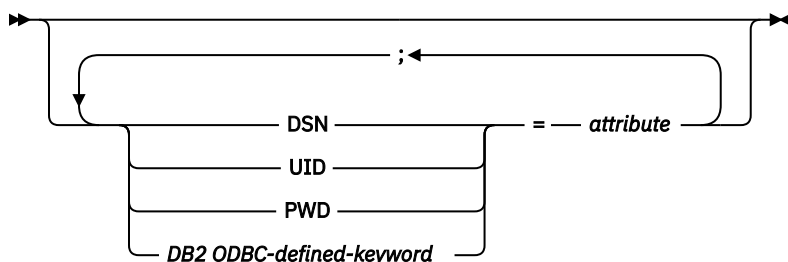 ;
DSN = attribute
UID
PWD
DB2 ODBC-defined-keyword